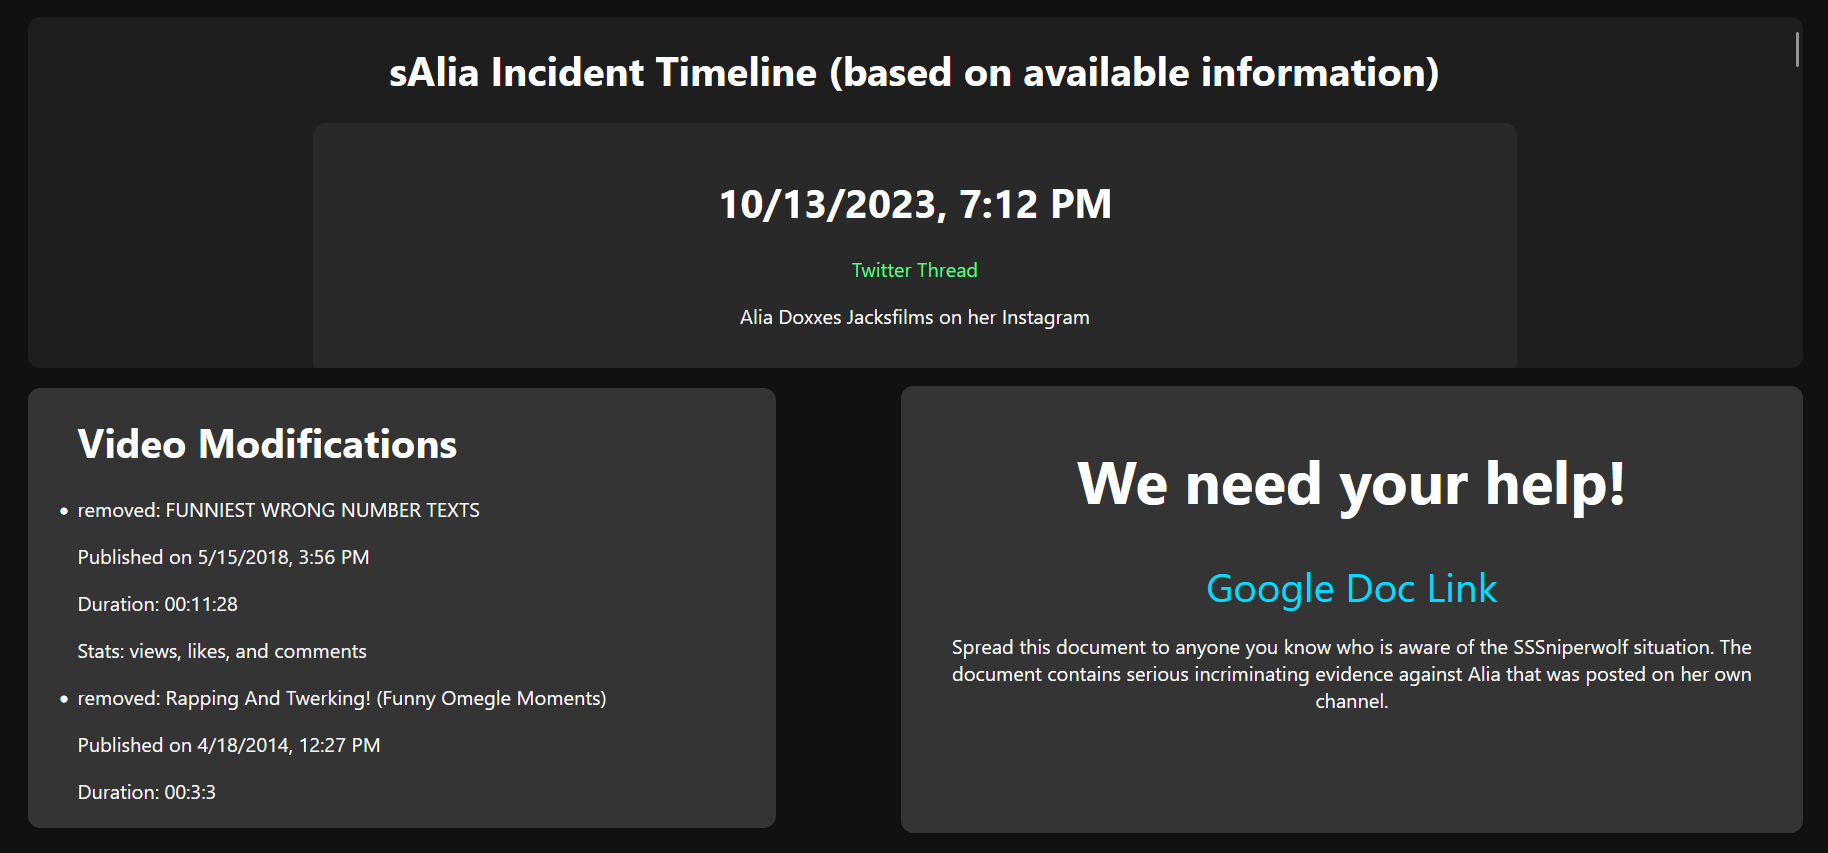 sAlia Incident Timeline (based on available information)
10/13/2023, 7:12 PM
Twitter Thread
Alia Doxxes Jacksfilms on her Instagram
Video Modifications
removed: FUNNIEST WRONG NUMBER TEXTS
Published on 5/15/2018, 3:56 PM
Duration: 00:11:28
Stats: views, likes, and comments
removed: Rapping And Twerking! (Funny Omegle Moments)
Published on 4/18/2014, 12:27 PM
Duration: 00:3:3
We need your help!
Google Doc Link
Spread this document to anyone you know who is aware of the SSSniperwolf situation. The
document contains serious incriminating evidence against Alia that was posted on her own
channel.